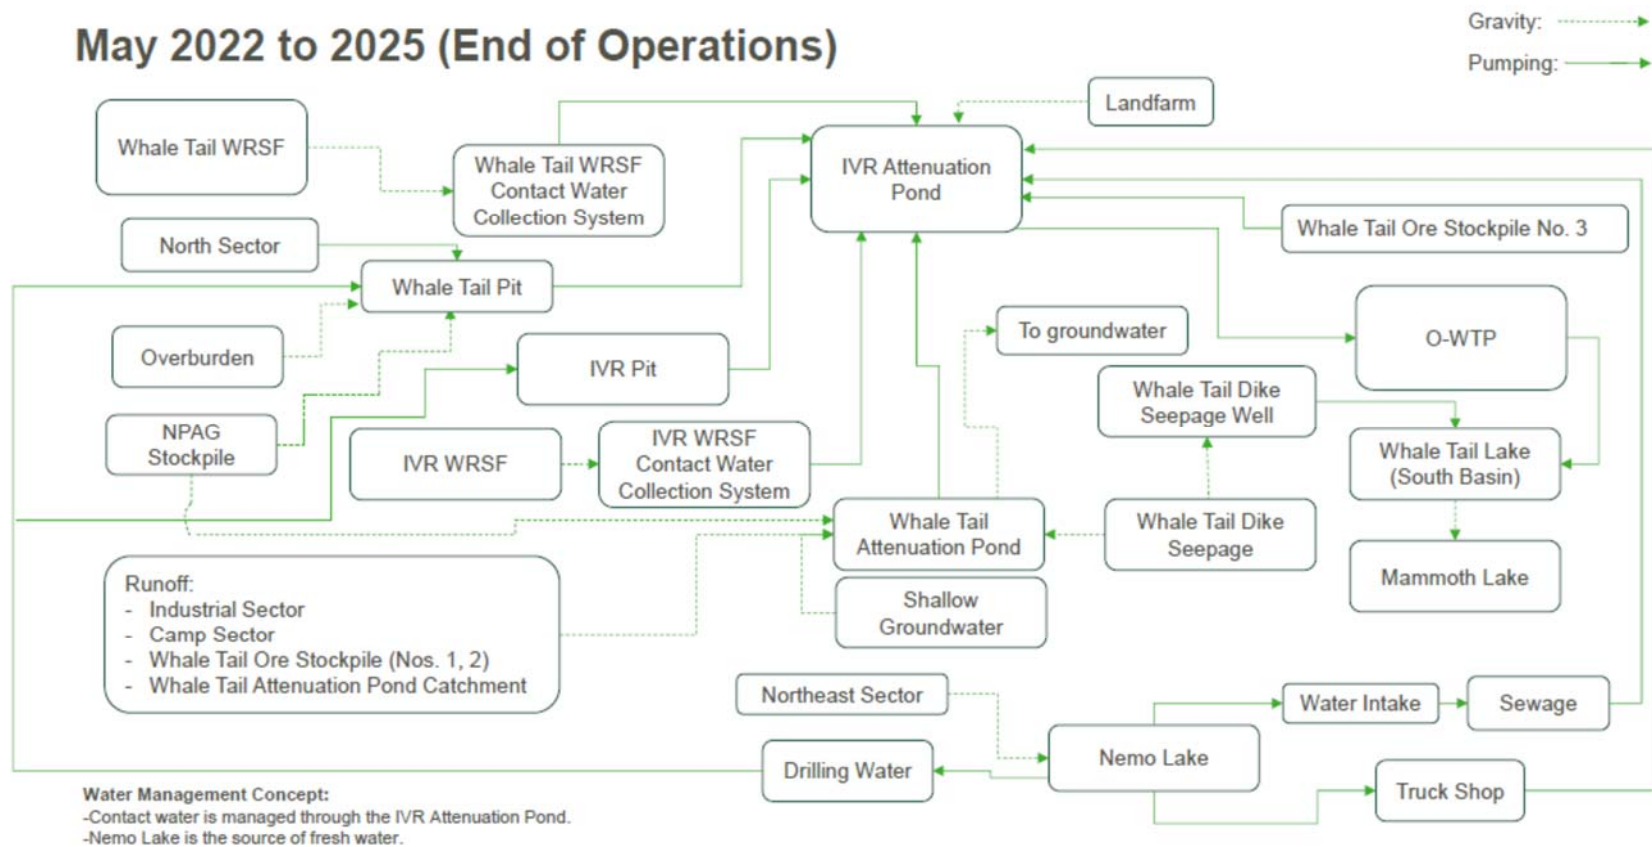 May 2022 to 2025 (End of Operations)
Gravity:
Pumping:
Landfarm
Whale Tail WRSF
Whale Tail WRSF
Contact Water
Collection System
IVR Attenuation
Pond
North Sector
Whale Tail Ore Stockpile No. 3
Whale Tail Pit
To groundwater
O-WTP
Overburden
IVR Pit
Whale Tail Dike
Seepage Well
NPAG
Stockpile
IVR WRSF
IVR WRSF
Contact Water
Collection System
Whale Tail Lake
(South Basin)
Whale Tail
Attenuation Pond
Whale Tail Dike
Seepage
Mammoth Lake
Runoff:
- Industrial Sector
- Camp Sector
- Whale Tail Ore Stockpile (Nos. 1, 2)
- Whale Tail Attenuation Pond Catchment
Shallow
Groundwater
Northeast Sector
Water Intake
Sewage
Nemo Lake
Drilling Water
Truck Shop
Water Management Concept:
-Contact water is managed through the IVR Attenuation Pond.
-Nemo Lake is the source of fresh water.